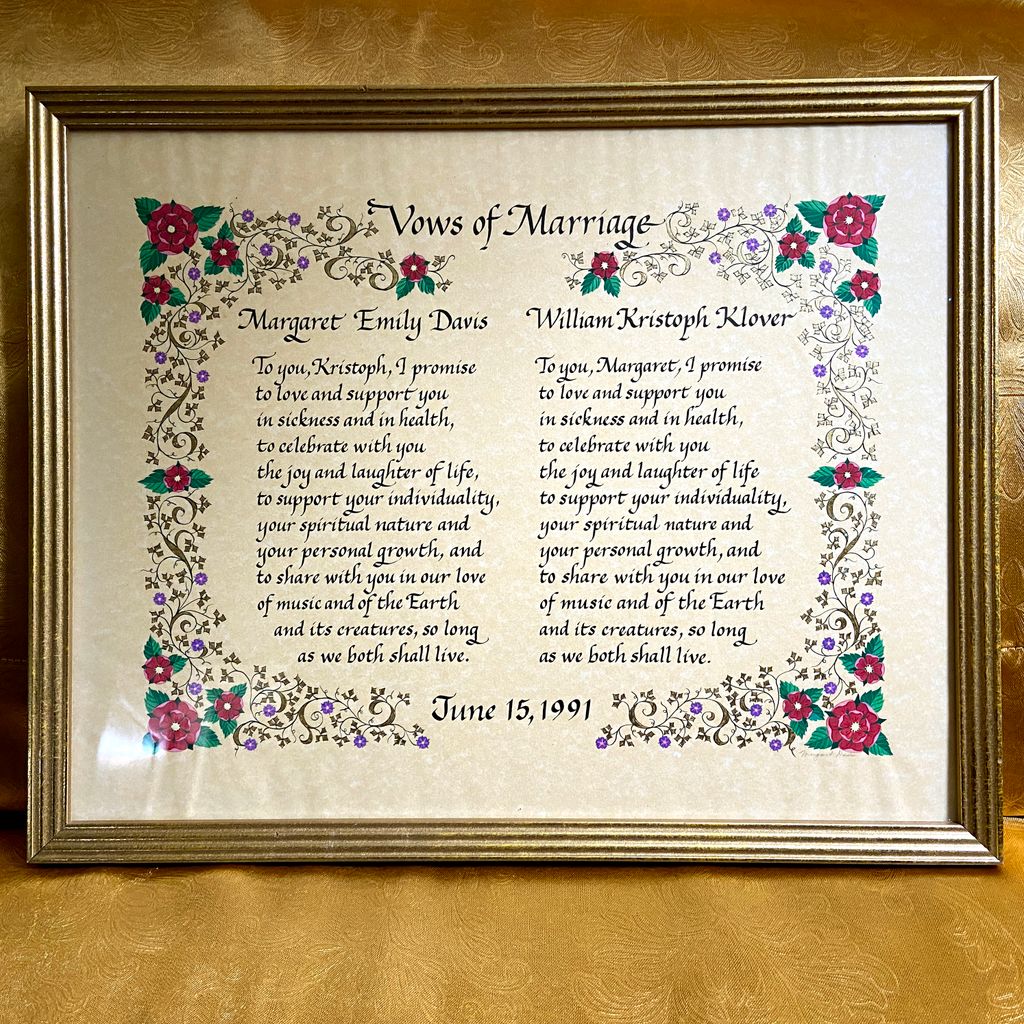 Vows of Marriage
Margaret Emily Davis
To you, Kristoph, I promise
to love and support you
in sickness and in health,
to celebrate with you
the joy and laughter of life,
to support your individuality,
your spiritual nature and
your personal growth, and
to share with you in our love
of music and of the Earth
and its creatures, so long
as we both shall live.
William Kristoph Klover
To you, Margaret, I promise
to love and support you
in sickness and in health,
to celebrate with you
the joy and laughter of life
to support your individuality,
your spiritual nature and
your personal growth, and
to share with you in our love
of music and of the Earth
and its creatures, so long
as we both shall live.
June 15, 1991